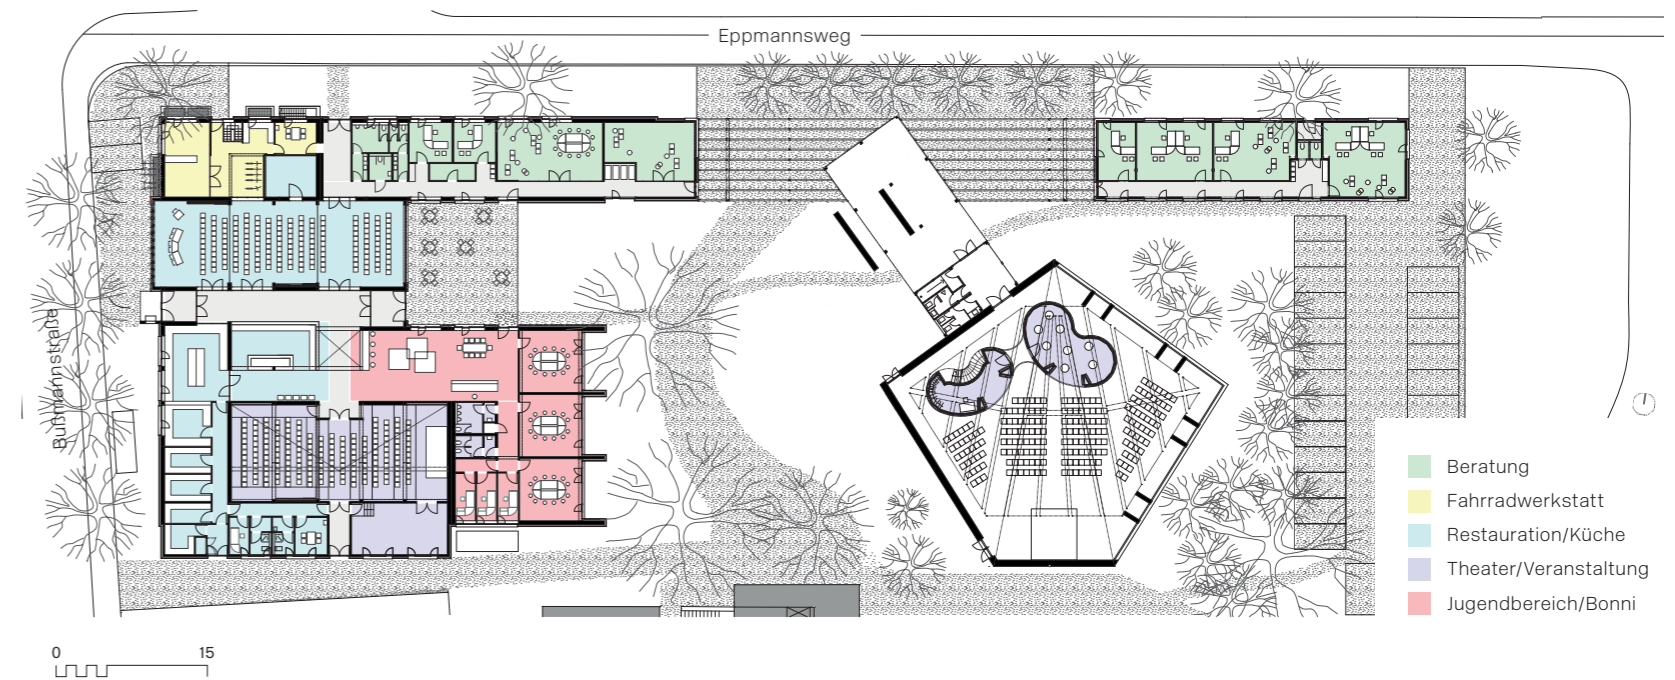 Eppmannsweg
Bußmannstraße
Beratung
Fahrradwerkstatt
Restauration/Küche
Theater/Veranstaltung
Jugendbereich/Bonni
0 15